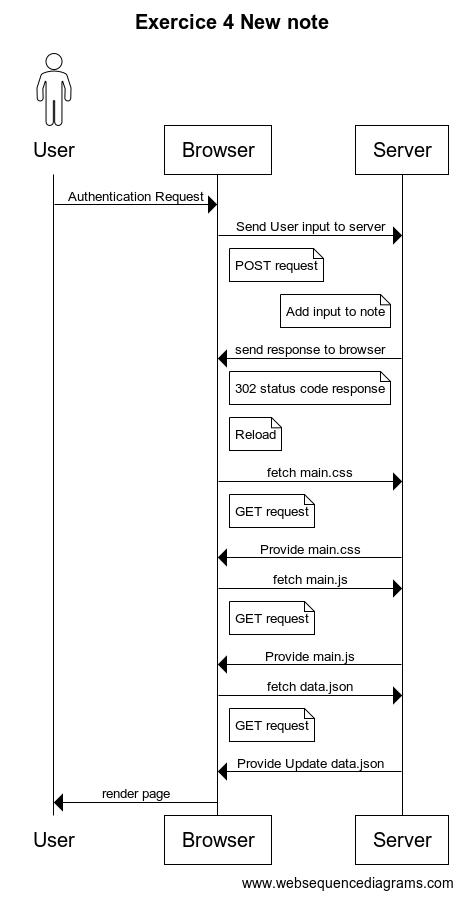 Exercice 4 New note
User
Browser
Server
Authentication Request
Send User input to server
POST request
Add input to note
send response to browser
302 status code response
Reload
fetch main.css
GET request
Provide main.css
fetch main.js
GET request
Provide main.js
fetch data.json
GET request
Provide Update data.json
render page
User
Browser
Server
www.websequencediagrams.com